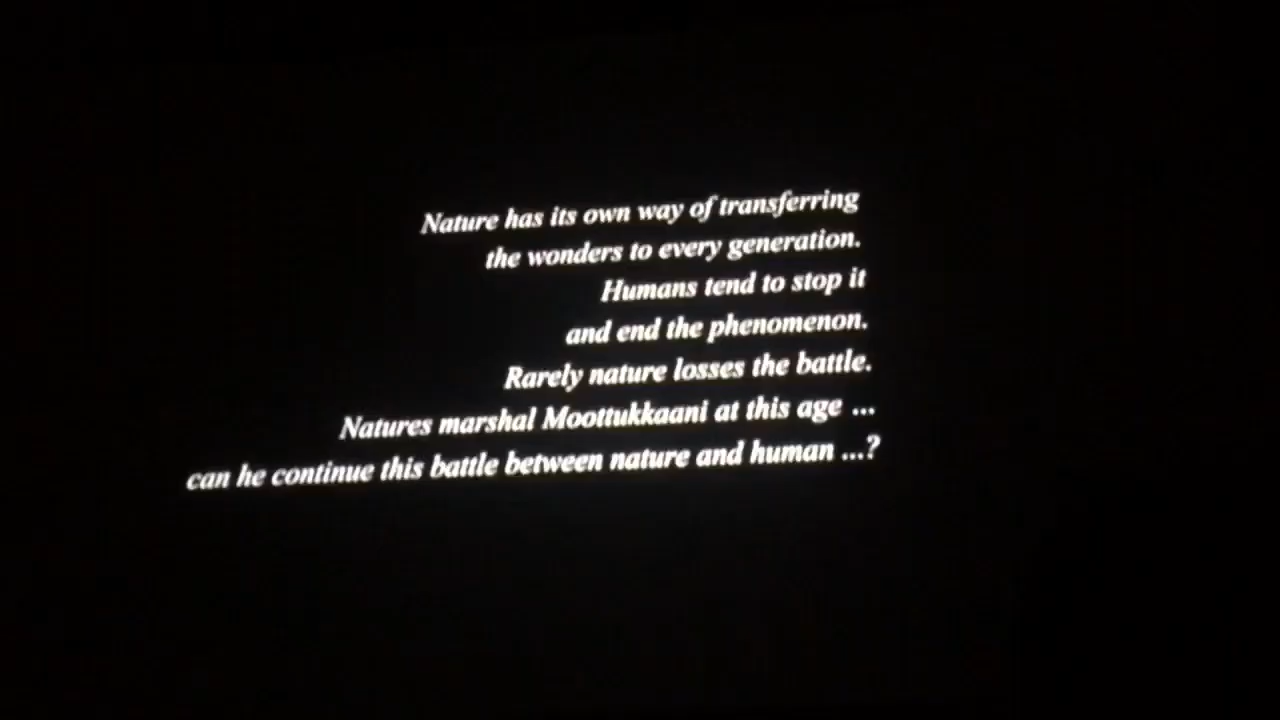 Nature has its own way of transferring
the wonders to every generation.
Humans tend to stop it
and end the phenomenon.
Rarely nature losses the battle.
Natures marshal Moottukkaani at this age ...
can he continue this battle between nature and human ...?